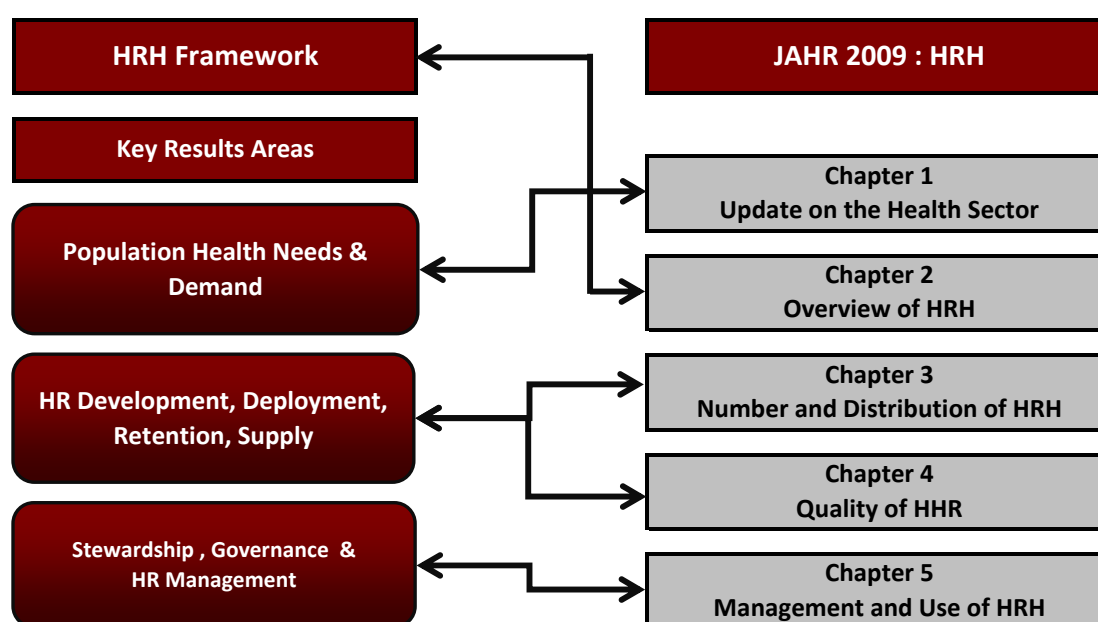 HRH Framework
Key Results Areas
Population Health Needs &
Demand
HR Development, Deployment,
Retention, Supply
Stewardship , Governance  &
HR Management
JAHR 2009 : HRH
Chapter 1
Update on the Health Sector
Chapter 2
Overview of HRH
Chapter 3
Number and Distribution of HRH
Chapter 4
Quality of HHR
Chapter 5
Management and Use of HRH